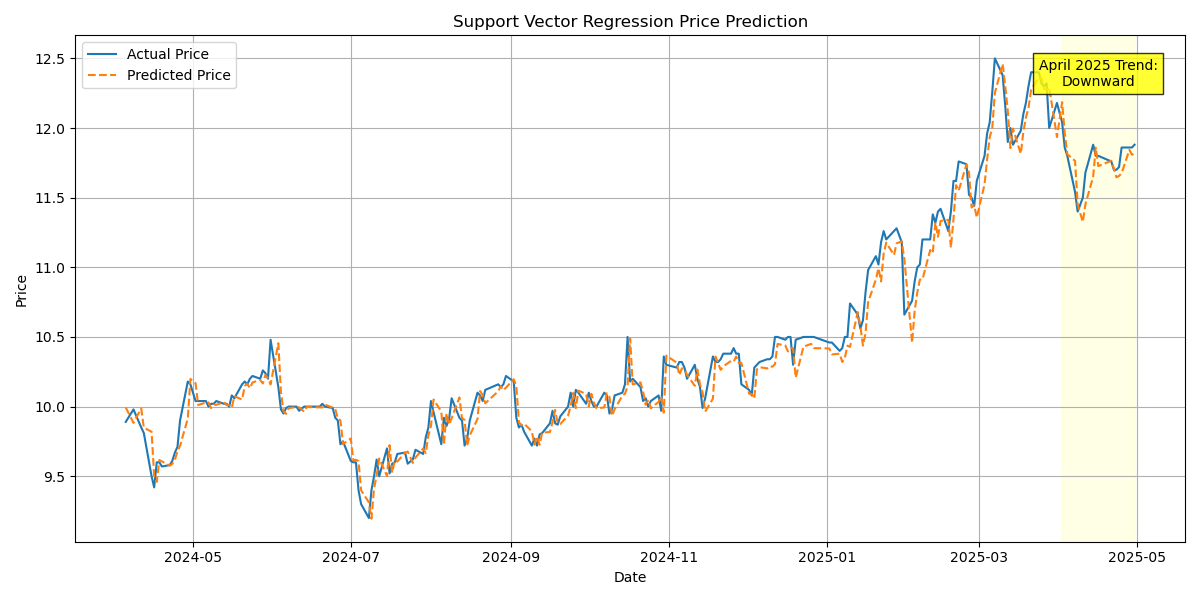 Support Vector Regression Price Prediction
Actual Price
Predicted Price
April 2025 Trend:
Downward
Price
12.5
12.0
11.5
11.0
10.5
10.0
9.5
2024-05 2024-07 2024-09 2024-11 2025-01 2025-03 2025-05
Date